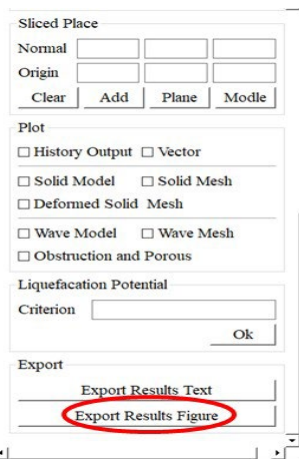 Sliced Place
Normal
Origin
Clear Add Plane Modle
Plot
History Output Vector
Solid Model Solid Mesh
Deformed Solid Mesh
Wave Model Wave Mesh
Obstruction and Porous
Liquefacation Potential
Criterion
Ok
Export
Export Results Text
Export Results Figure